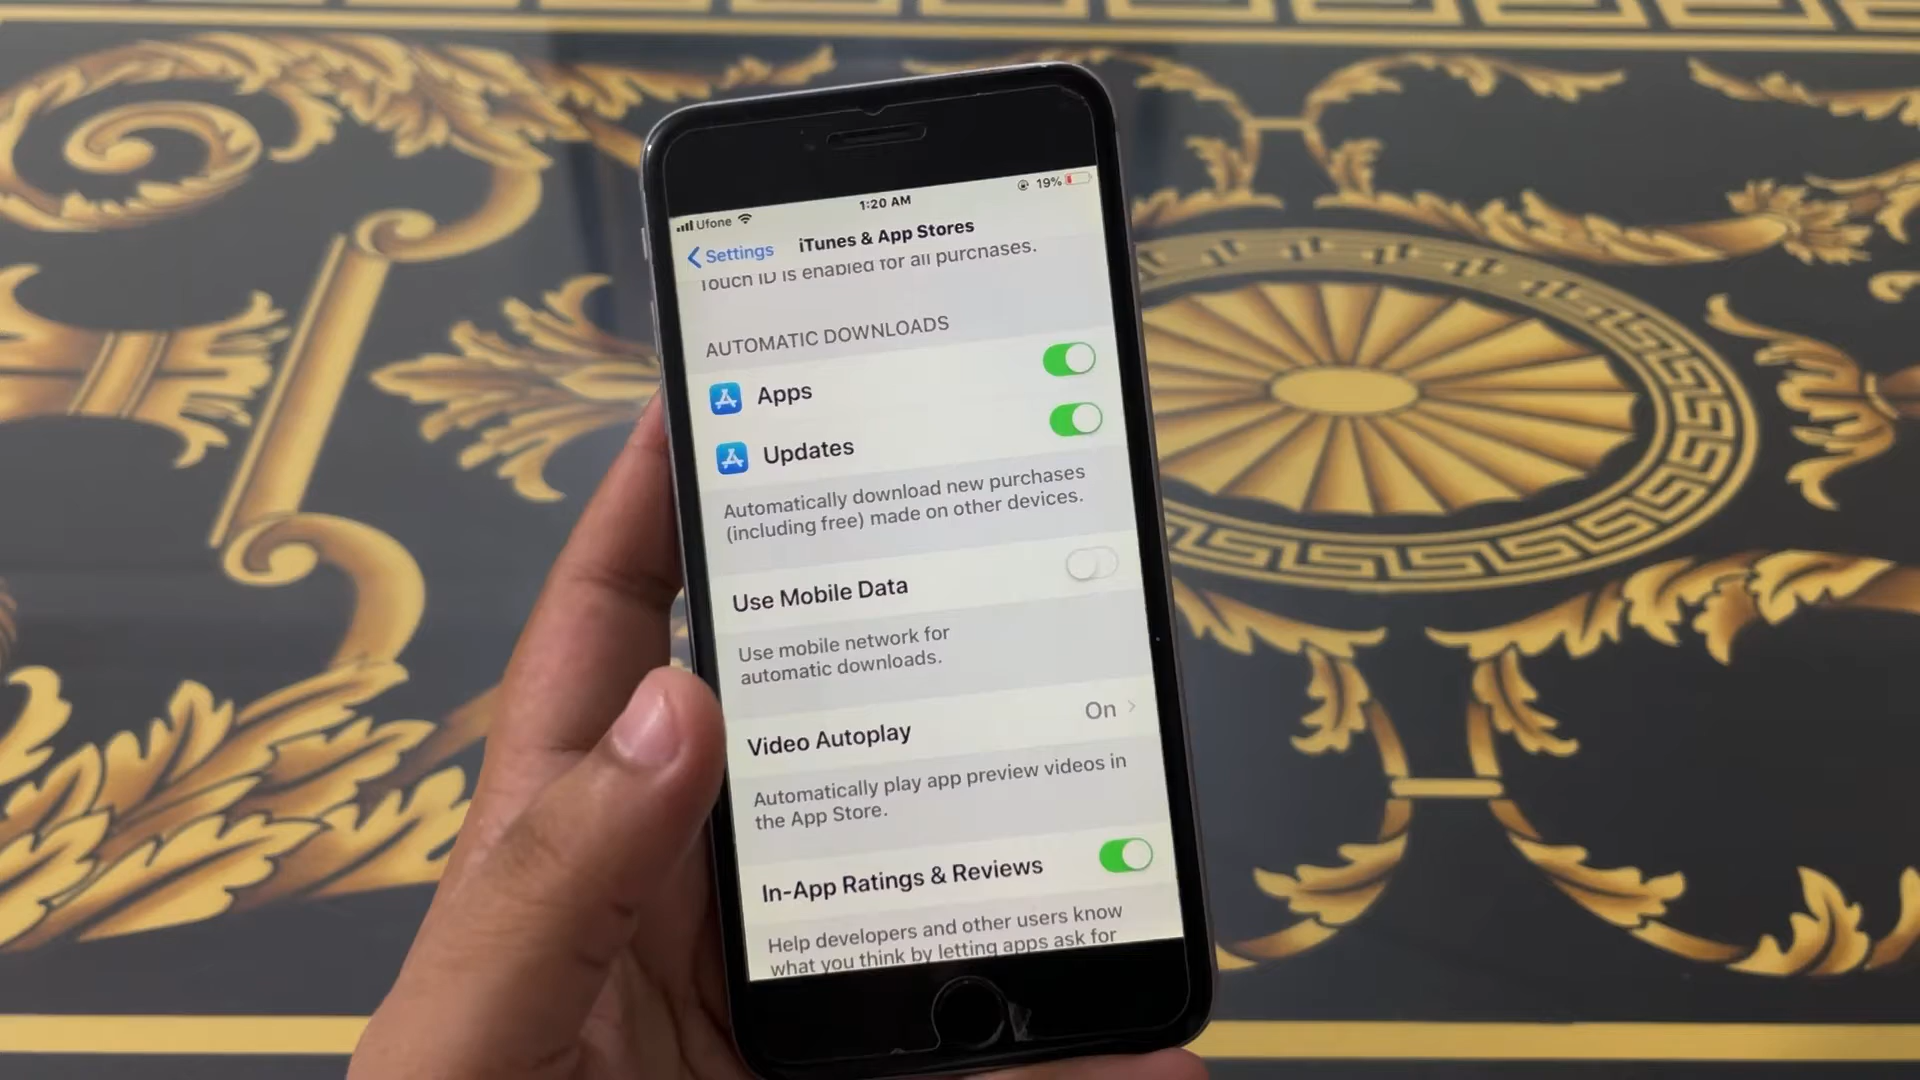 Ufone
1:20 AM
19%
Settings
iTunes & App Stores
Touch ID is enabled for all purchases.
AUTOMATIC DOWNLOADS
Apps
Updates
Automatically download new purchases
(including free) made on other devices.
Use Mobile Data
Use mobile network for
automatic downloads.
Video Autoplay
On
Automatically play app preview videos in
the App Store.
In-App Ratings & Reviews
Help developers and other users know
what you think by letting apps ask for